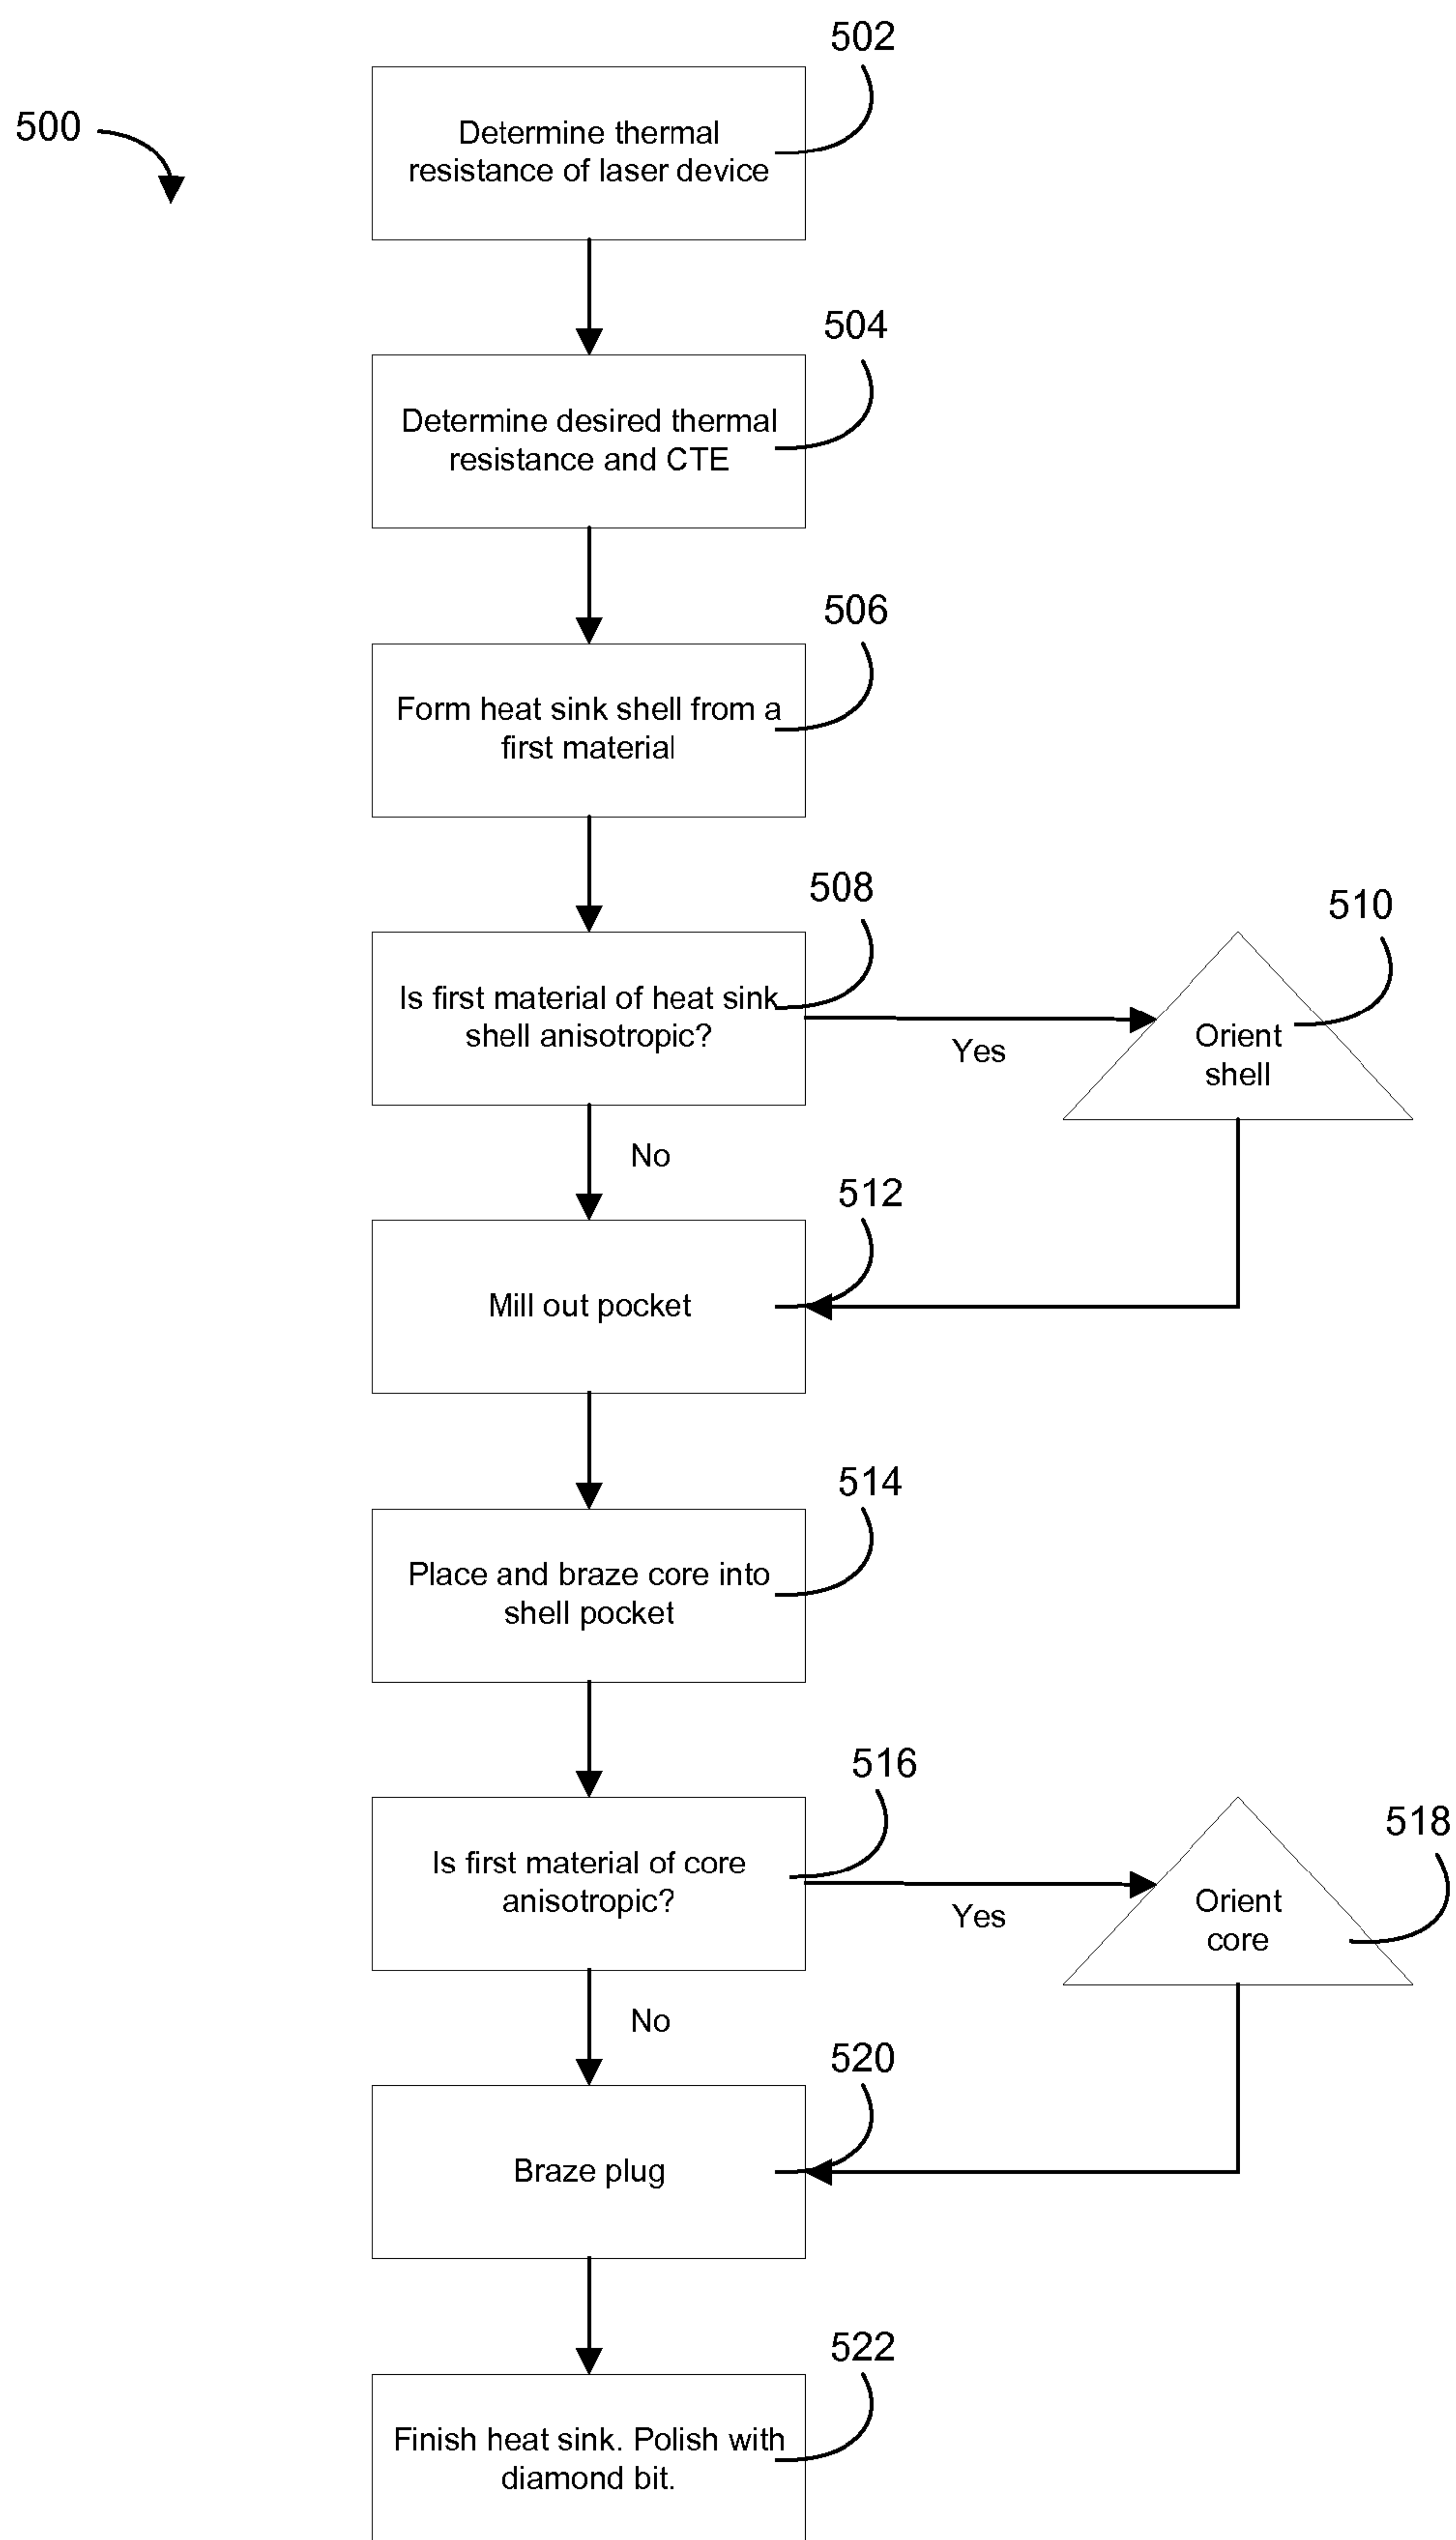 502
500
Determine thermal
resistance of laser device
504
Determine desired thermal
resistance and CTE
506
Form heat sink shell from a
first material
508
510
Is first material of heat sink
shell anisotropic?
Yes
Orient
shell
No
512
Mill out pocket
514
Place and braze core into
shell pocket
516
518
Is first material of core
anisotropic?
Yes
Orient
core
No
520
Braze plug
522
Finish heat sink. Polish with
diamond bit.